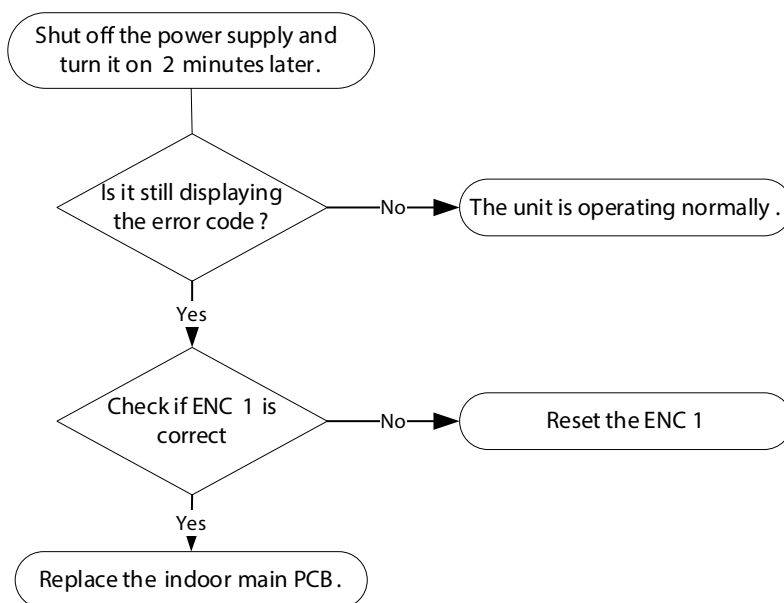 Shut off the power supply and
turn it on 2 minutes later.
Is it still displaying
the error code ?
No
The unit is operating normally .
Yes
Check if ENC 1 is
correct
No
Reset the ENC 1
Yes
Replace the indoor main PCB .